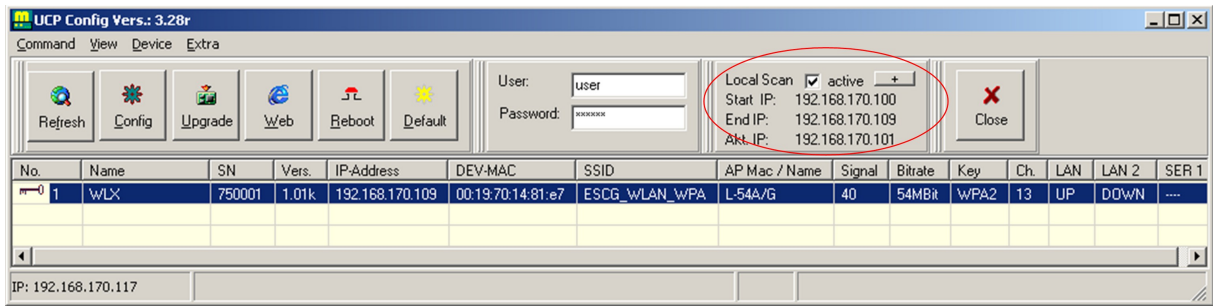 UCP Config Vers.: 3.28r
Command View Device Extra
Refresh Config Upgrade Web Reboot Default
User: user
Password: ××××××
Local Scan active +
Start IP: 192.168.170.100
End IP: 192.168.170.109
Akt. IP: 192.168.170.101
Close
No. Name SN Vers. IP-Address DEV-MAC SSID AP Mac / Name Signal Bitrate Key Ch. LAN LAN 2 SER 1
1 WLX 750001 1.01k 192.168.170.109 00:19:70:14:81:e7 ESCG_WLAN_WPA L-54A/G 40 54MBit WPA2 13 UP DOWN ----
IP: 192.168.170.117